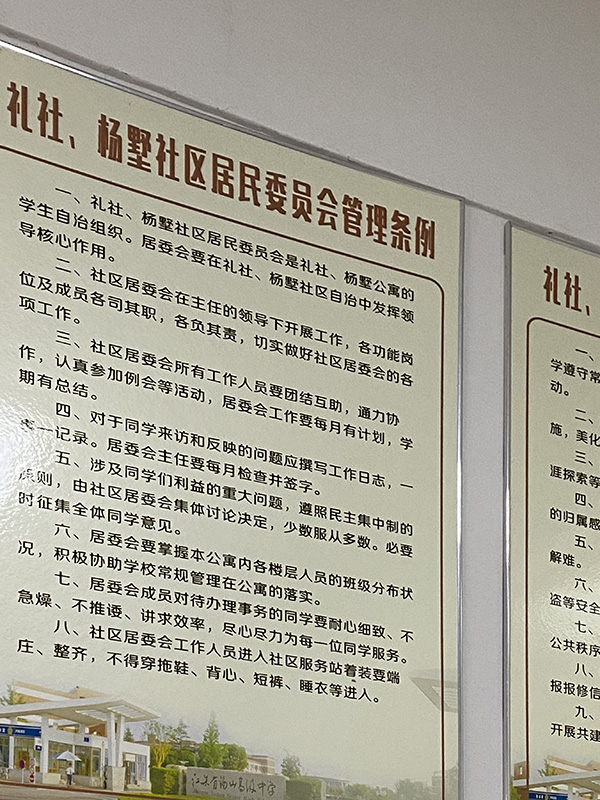 礼社、杨墅社区居民委员会管理条例
一、礼社、杨墅社区居民委员会是礼社、杨墅公寓的
学生自治组织。居委会要在礼社、杨墅社区自治中发挥领
导核心作用。
二、社区居委会在主任的领导下开展工作，各功能岗
位及成员各司其职，各负其责，切实做好社区居委会的各
项工作。
三、社区居委会所有工作人员要团结互助，通力协
作，认真参加例会等活动，居委会工作要每月有计划，学
期有总结。
四、对于同学来访和反映的问题应撰写工作日志，一
事一记录。居委会主任要每月检查并签字。
五、涉及同学们利益的重大问题，遵照民主集中制的
原则，由社区居委会集体讨论决定，少数服从多数。必要
时征集全体同学意见。
六、居委会要掌握本公寓内各楼层人员的班级分布状
况，积极协助学校常规管理在公寓的落实。
七、居委会成员对待办理事务的同学要耐心细致、不
急燥、不推诿、讲求效率，尽心尽力为每一位同学服务。
八、社区居委会工作人员进入社区服务站着装要端
庄、整齐，不得穿拖鞋、背心、短裤、睡衣等进入。
江苏省锡山高级中学
礼社、
一、
学遵守常
动。
二、
施，美化
三、
涯探索等
四、
的归属感
五、
解难。
六、
盗等安全
七、
公共秩序
八、
报报修信
九、
开展共建